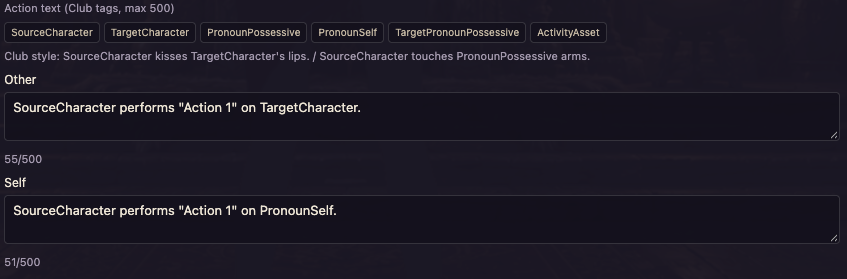 Action text (Club tags, max 500)
SourceCharacter TargetCharacter PronounPossessive PronounSelf TargetPronounPossessive ActivityAsset
Club style: SourceCharacter kisses TargetCharacter's lips. / SourceCharacter touches PronounPossessive arms.
Other
SourceCharacter performs "Action 1" on TargetCharacter.
55/500
Self
SourceCharacter performs "Action 1" on PronounSelf.
51/500